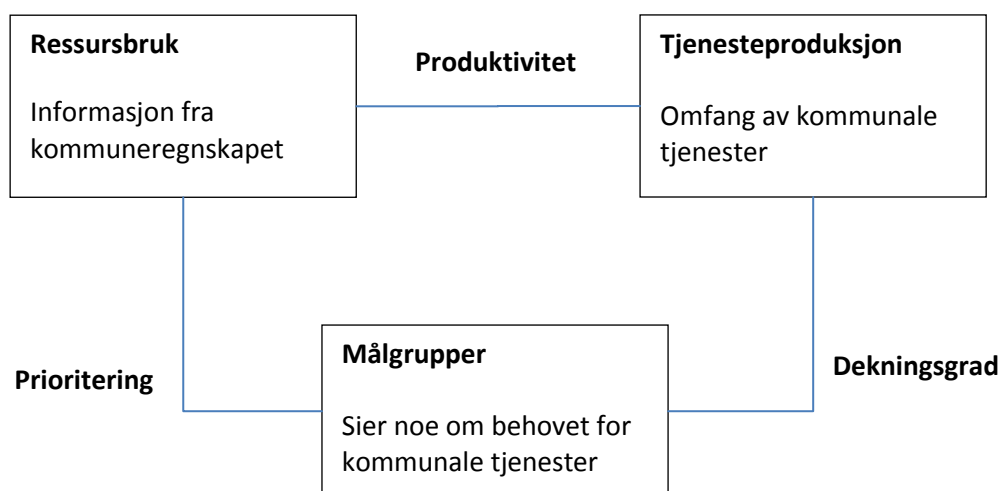 Ressursbruk
Informasjon fra
kommuneregnskapet
Produktivitet
Tjenesteproduksjon
Omfang av kommunale
tjenester
Prioritering
Målgrupper
Sier noe om behovet for
kommunale tjenester
Dekningsgrad